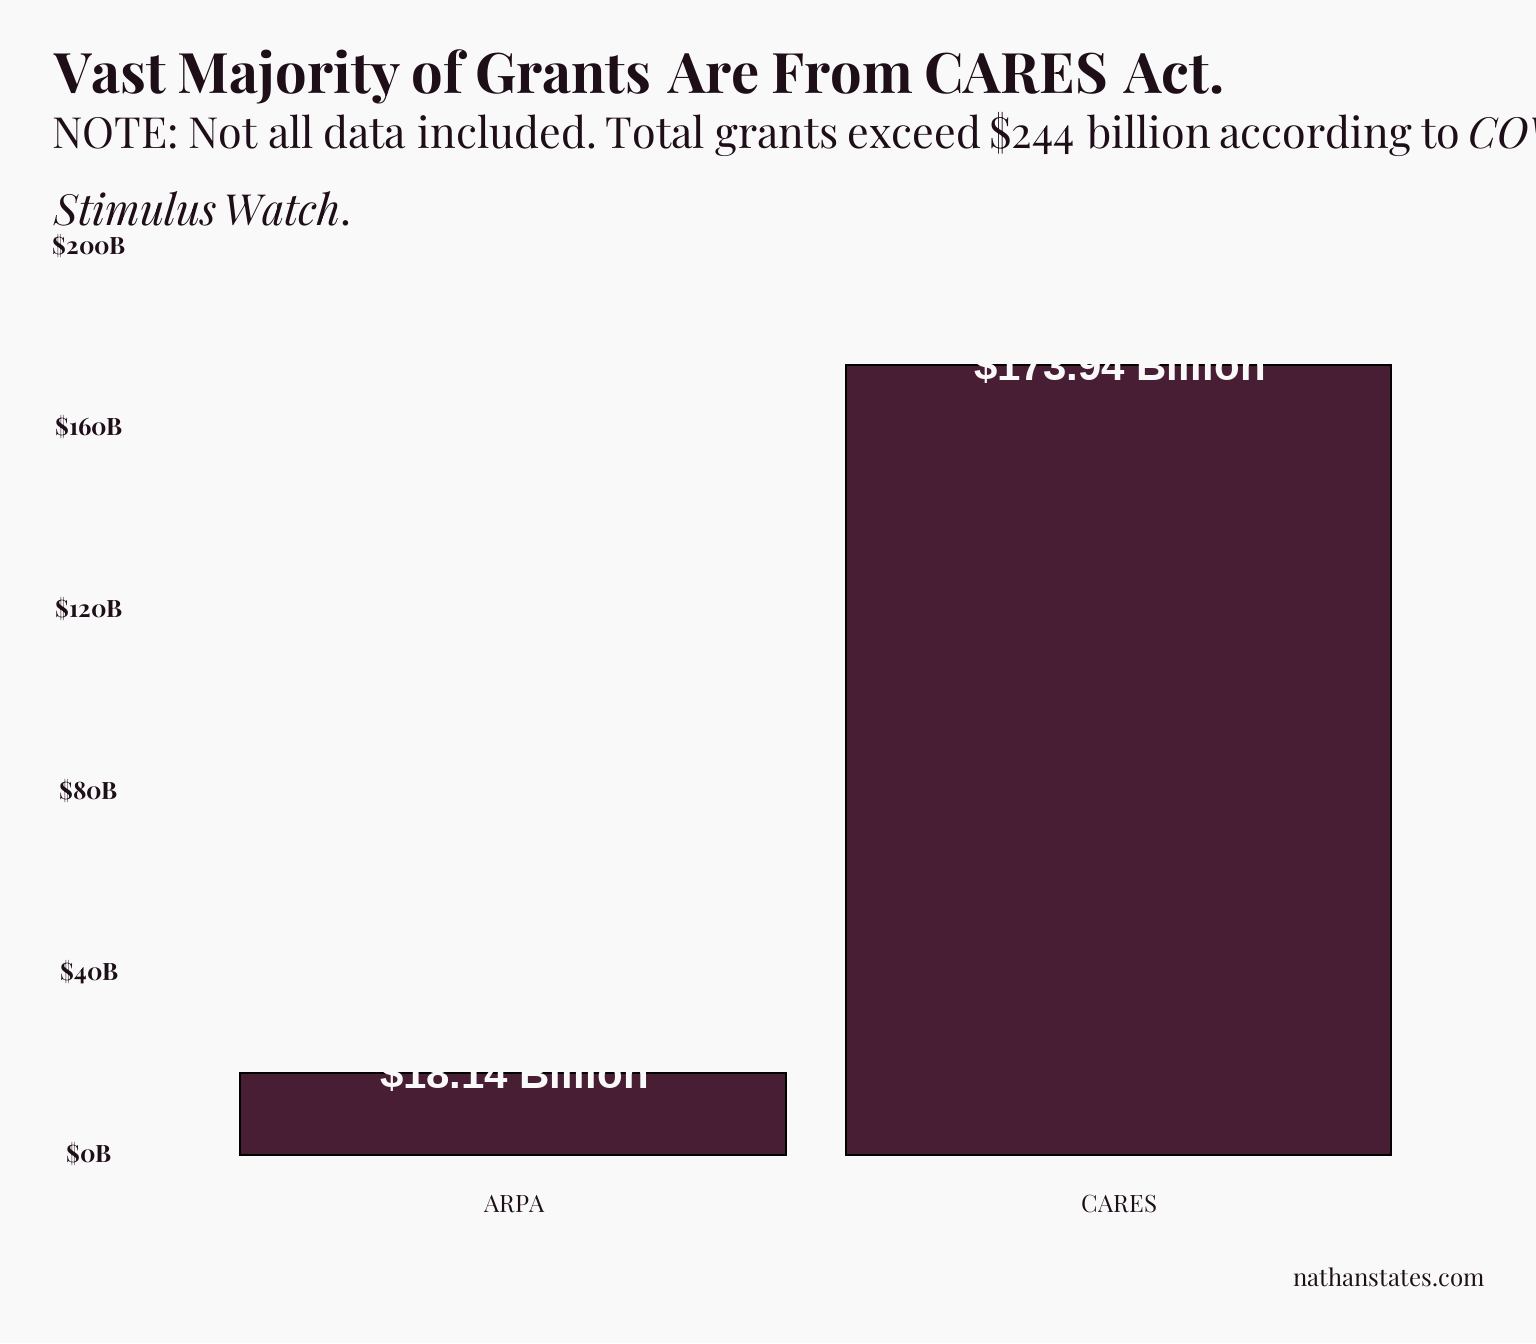 Vast Majority of Grants Are From CARES Act.
NOTE: Not all data included. Total grants exceed $244 billion according to
Stimulus Watch.
$200B
$173.94 Billion
$160B
$120B
$80B
$40B
$18.14 Billion
$0B
ARPA
CARES
nathanstates.com